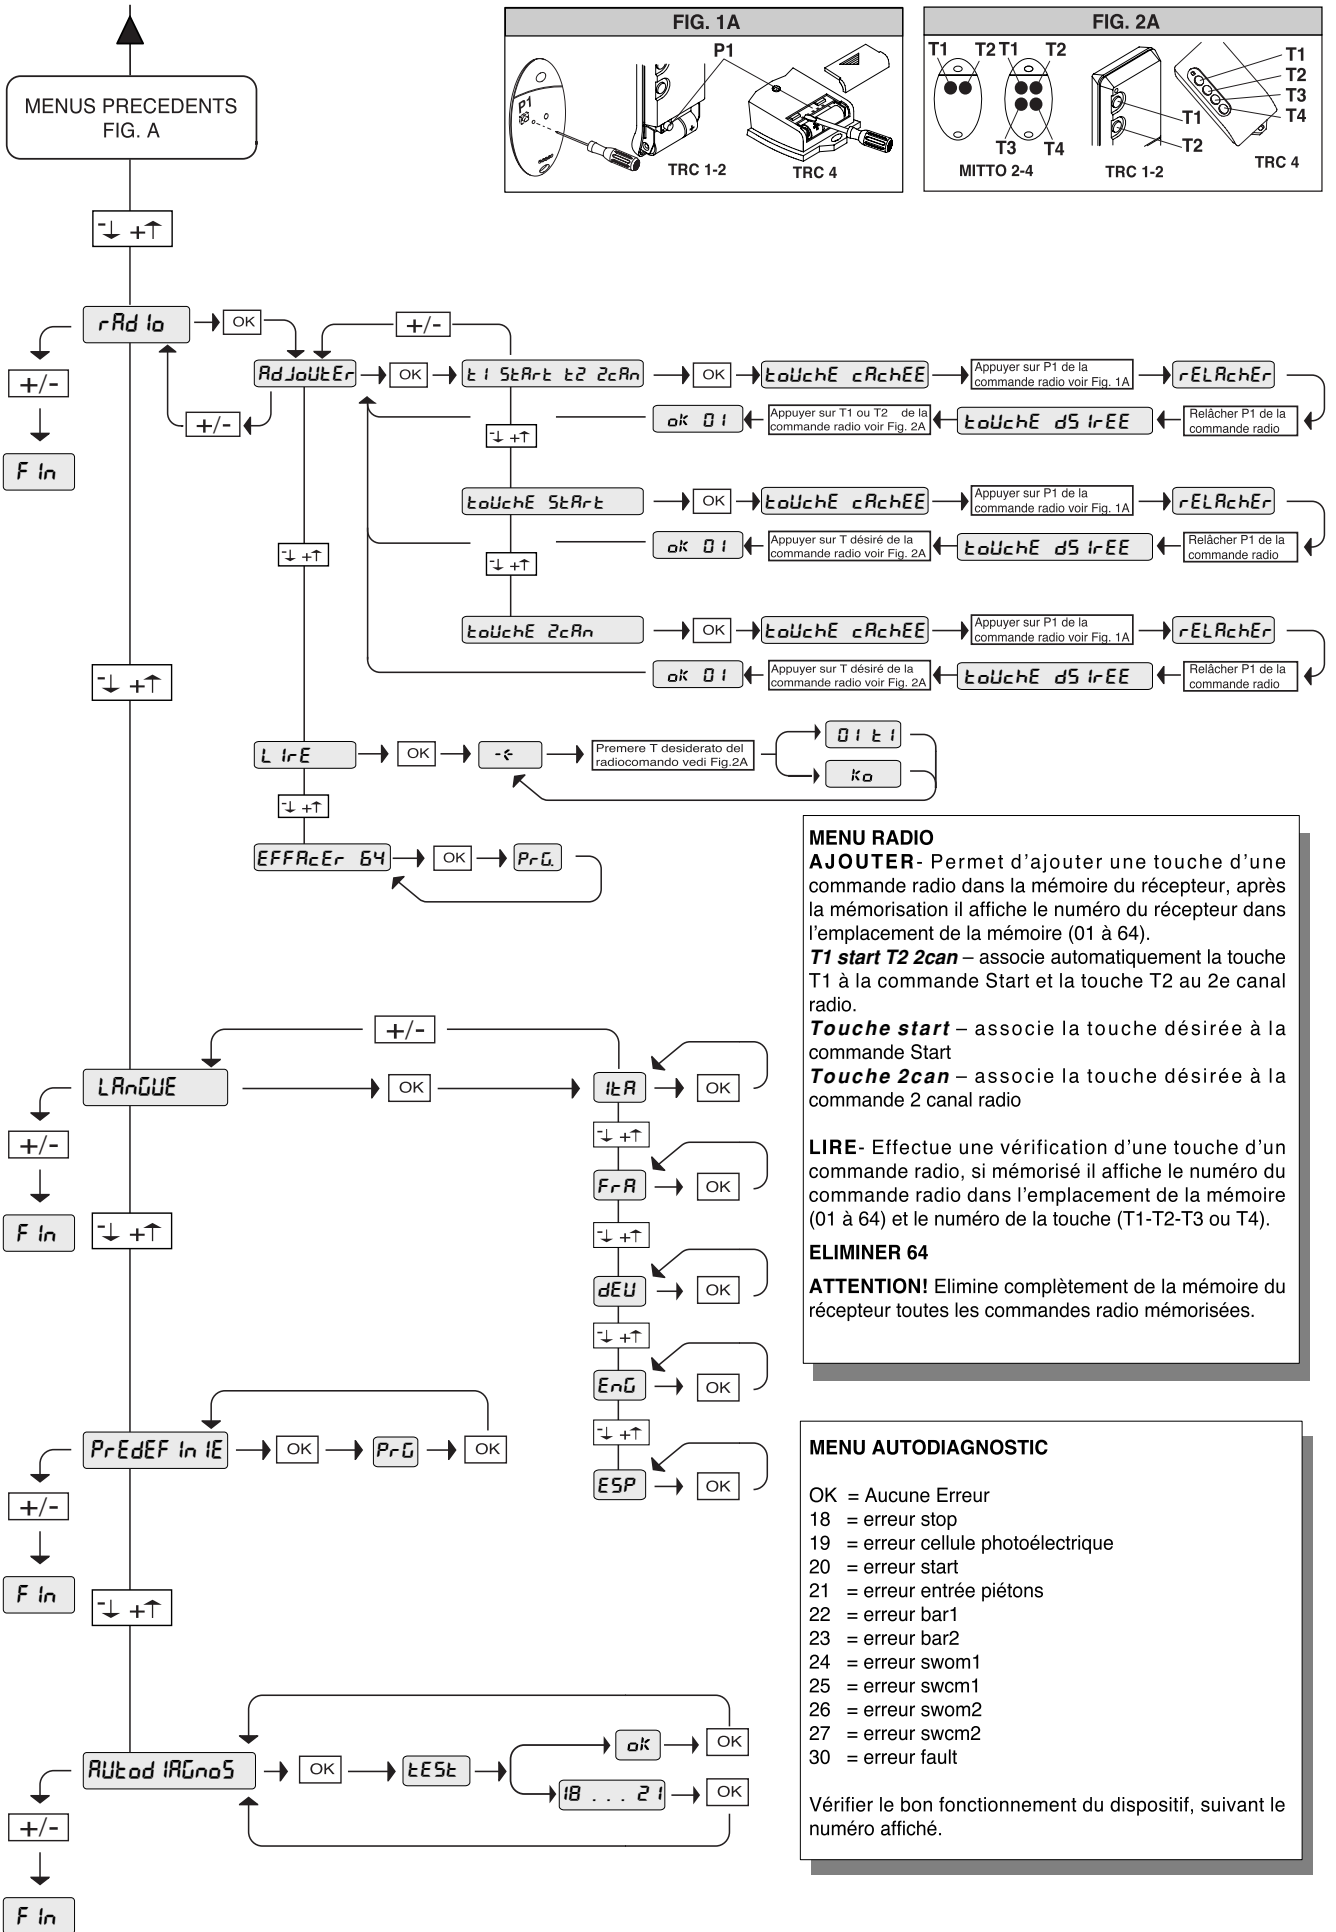 MENUS PRECEDENTS
FIG. A
FIG. 1A
P1
P1
TRC 1-2
TRC 4
FIG. 2A
T1 T2 T1 T2
T3 T4
MITTO 2-4
T1
T2
TRC 1-2
T1
T2
T3
T4
TRC 4
-↓ +↑
rAdIo
OK
+/-
FIn
+/-
+/-
AdJoUtEr
OK
t1 StArt t2 2cAn
OK
toUchE cAchEE
Appuyer sur P1 de la
commande radio voir Fig. 1A
rELAchEr
ok 01
Appuyer sur T1 ou T2 de la
commande radio voir Fig. 2A
toUchE dSIrEE
Relâcher P1 de la
commande radio
-↓ +↑
toUchE StArt
OK
toUchE cAchEE
Appuyer sur P1 de la
commande radio voir Fig. 1A
rELAchEr
ok 01
Appuyer sur T désiré de la
commande radio voir Fig. 2A
toUchE dSIrEE
Relâcher P1 de la
commande radio
-↓ +↑
-↓ +↑
toUchE 2cAn
OK
toUchE cAchEE
Appuyer sur P1 de la
commande radio voir Fig. 1A
rELAchEr
ok 01
Appuyer sur T désiré de la
commande radio voir Fig. 2A
toUchE dSIrEE
Relâcher P1 de la
commande radio
-↓ +↑
LIrE
OK
Premere T desiderato del
radiocomando vedi Fig.2A
01 t1
Ko
-↓ +↑
EFFAcEr 64
OK
PrG.
MENU RADIO
AJOUTER- Permet d'ajouter une touche d'une
commande radio dans la mémoire du récepteur, après
la mémorisation il affiche le numéro du récepteur dans
l'emplacement de la mémoire (01 à 64).
T1 start T2 2can – associe automatiquement la touche
T1 à la commande Start et la touche T2 au 2e canal
radio.
Touche start – associe la touche désirée à la
commande Start
Touche 2can – associe la touche désirée à la
commande 2 canal radio
LIRE- Effectue une vérification d'une touche d'un
commande radio, si mémorisé il affiche le numéro du
commande radio dans l'emplacement de la mémoire
(01 à 64) et le numéro de la touche (T1-T2-T3 ou T4).
ELIMINER 64
ATTENTION! Elimine complètement de la mémoire du
récepteur toutes les commandes radio mémorisées.
+/-
LAnGUE
OK
ItA
OK
+/-
FIn
-↓ +↑
-↓ +↑
FrA
OK
-↓ +↑
dEU
OK
-↓ +↑
EnG
OK
-↓ +↑
ESP
OK
PrEdEFInIE
OK
PrG
OK
+/-
FIn
-↓ +↑
AUtodIAGnoS
OK
tESt
ok
OK
18 . . . 21
OK
+/-
FIn
MENU AUTODIAGNOSTIC
OK = Aucune Erreur
18 = erreur stop
19 = erreur cellule photoélectrique
20 = erreur start
21 = erreur entrée piétons
22 = erreur bar1
23 = erreur bar2
24 = erreur swom1
25 = erreur swcm1
26 = erreur swom2
27 = erreur swcm2
30 = erreur fault
Vérifier le bon fonctionnement du dispositif, suivant le
numéro affiché.